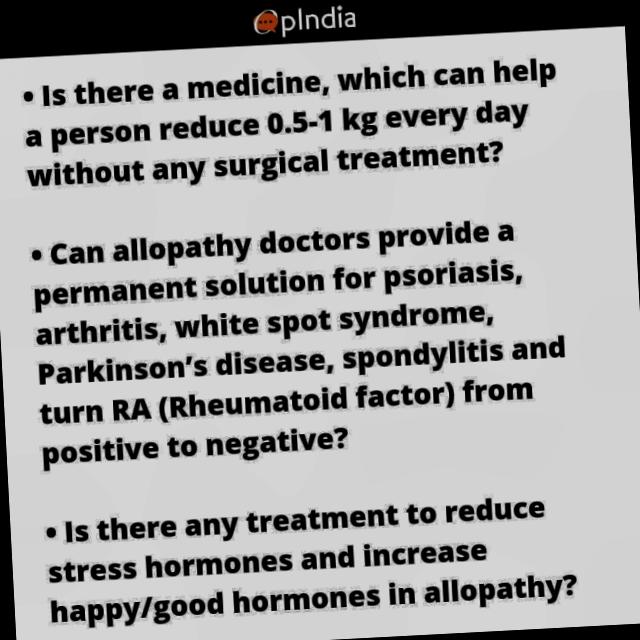 OpIndia
• Is there a medicine, which can help
a person reduce 0.5-1 kg every day
without any surgical treatment?
• Can allopathy doctors provide a
permanent solution for psoriasis,
arthritis, white spot syndrome,
Parkinson's disease, spondylitis and
turn RA (Rheumatoid factor) from
positive to negative?
• Is there any treatment to reduce
stress hormones and increase
happy/good hormones in allopathy?